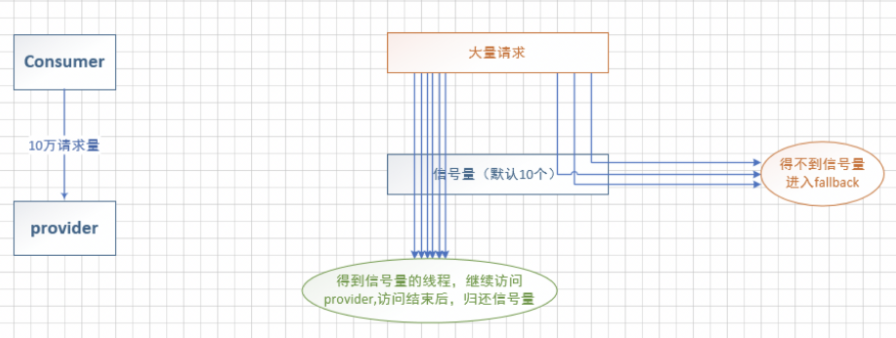 Consumer
10万请求量
provider
大量请求
信号量（默认10个）
得不到信号量
进入fallback
得到信号量的线程，继续访问
provider,访问结束后，归还信号量